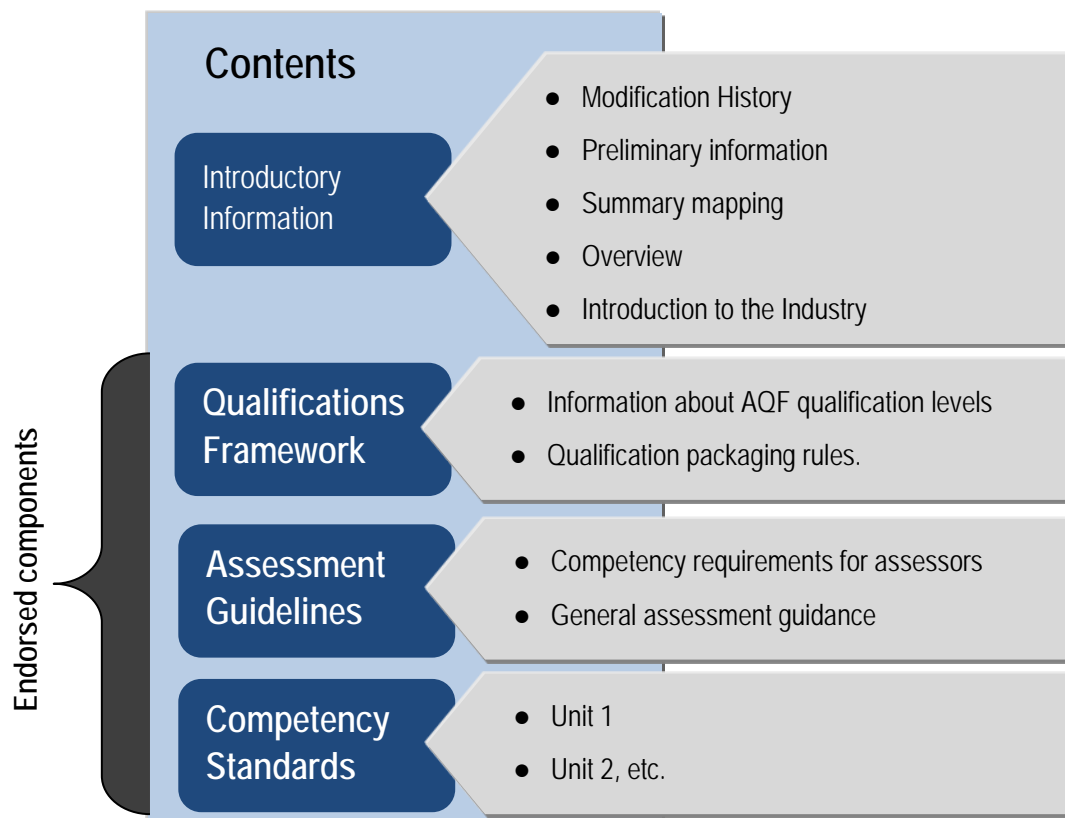 Contents
Introductory
Information
● Modification History
● Preliminary information
● Summary mapping
● Overview
● Introduction to the Industry
Endorsed components
Qualifications
Framework
● Information about AQF qualification levels
● Qualification packaging rules.
Assessment
Guidelines
● Competency requirements for assessors
● General assessment guidance
Competency
Standards
● Unit 1
● Unit 2, etc.